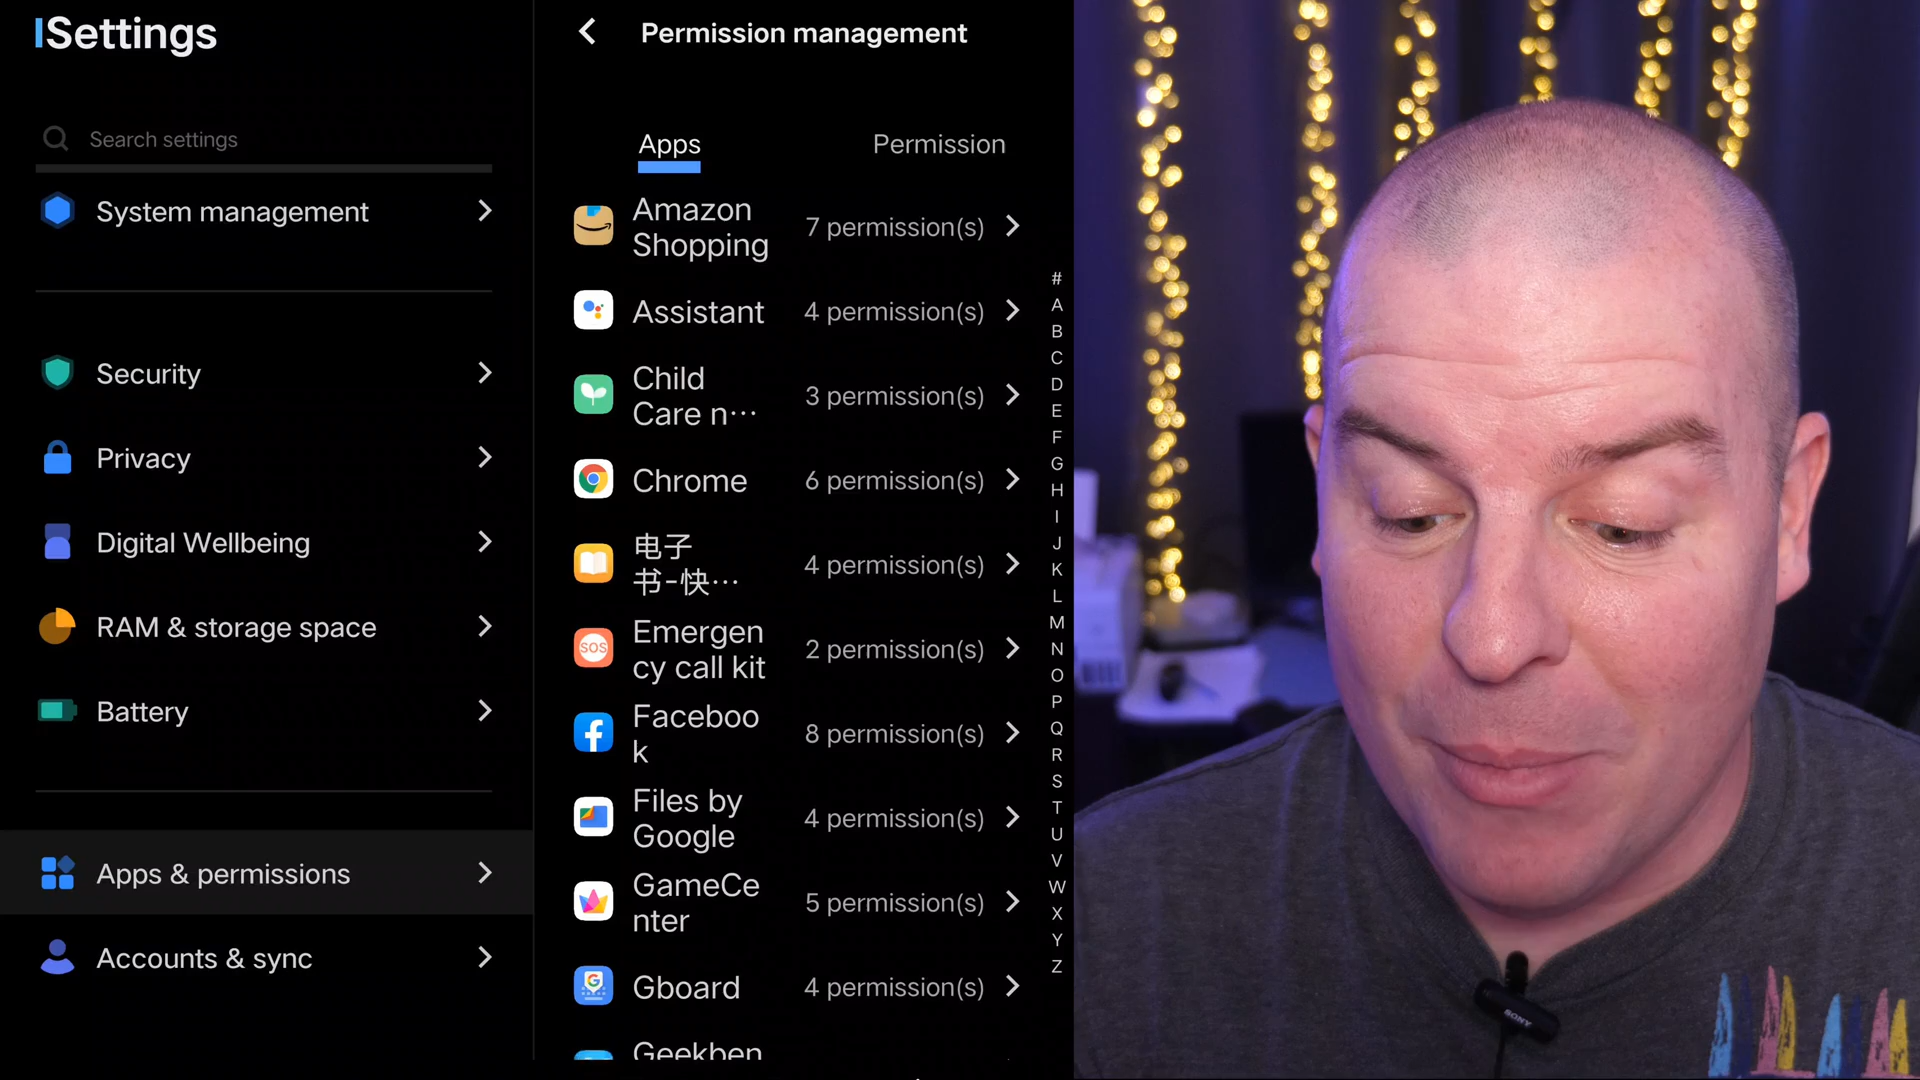 Settings
Search settings
System management
Security
Privacy
Digital Wellbeing
RAM & storage space
Battery
Apps & permissions
Accounts & sync
Permission management
Apps
Permission
Amazon
Shopping
7 permission(s)
Assistant
4 permission(s)
Child
Care n···
3 permission(s)
Chrome
6 permission(s)
电子
书-快···
4 permission(s)
SOS
Emergen
cy call kit
2 permission(s)
Faceboo
k
8 permission(s)
Files by
Google
4 permission(s)
GameCe
nter
5 permission(s)
Gboard
4 permission(s)
Geekben
#
A
B
C
D
E
F
G
H
I
J
K
L
M
N
O
P
Q
R
S
T
U
V
W
X
Y
Z
SONY